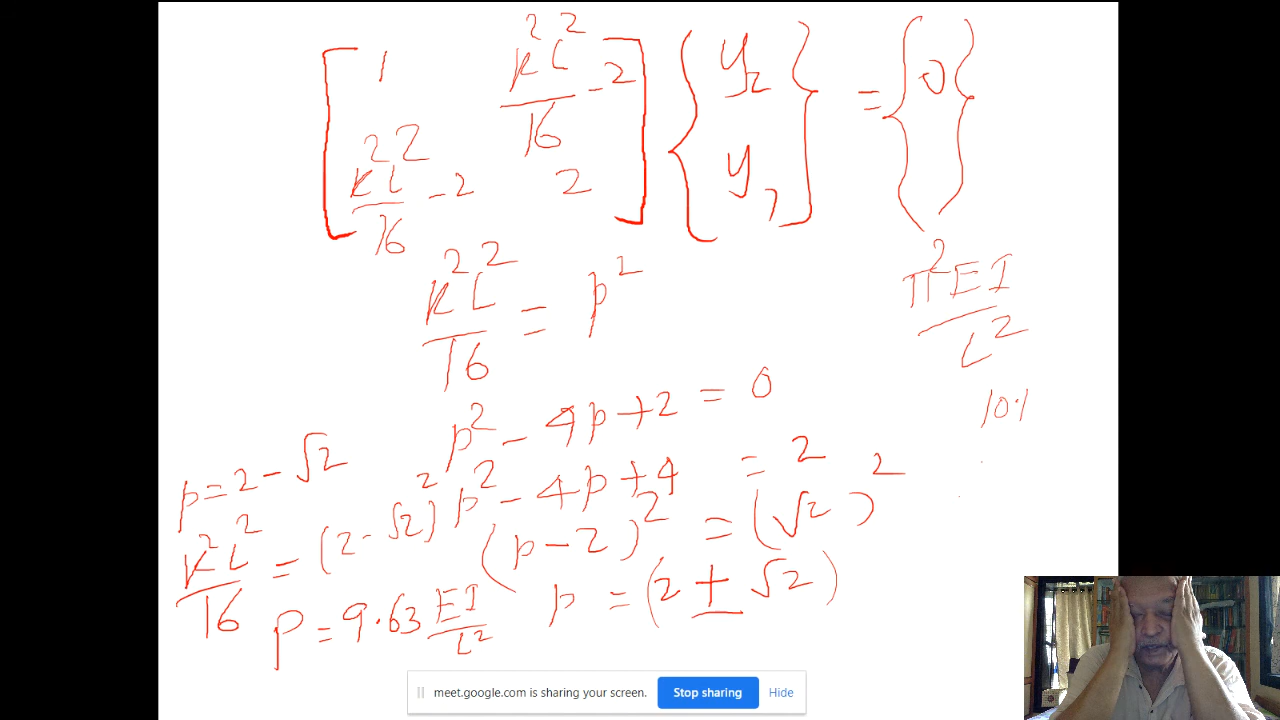 [ 1   k²L²/16 - 2 ] { y₂ } = { 0 }
[ k²L²/16 - 2   2 ] { y₁ }
k²L²/16 = p²
π²EI/L²
10%
p² - 4p + 2 = 0
p = 2 - √2
p² - 4p + 4 = 2
k²L²/16 = (2 - √2)²
(p - 2)² = (√2)²
p = (2 ± √2)
P = 9.63 EI/L²
meet.google.com is sharing your screen. Stop sharing Hide